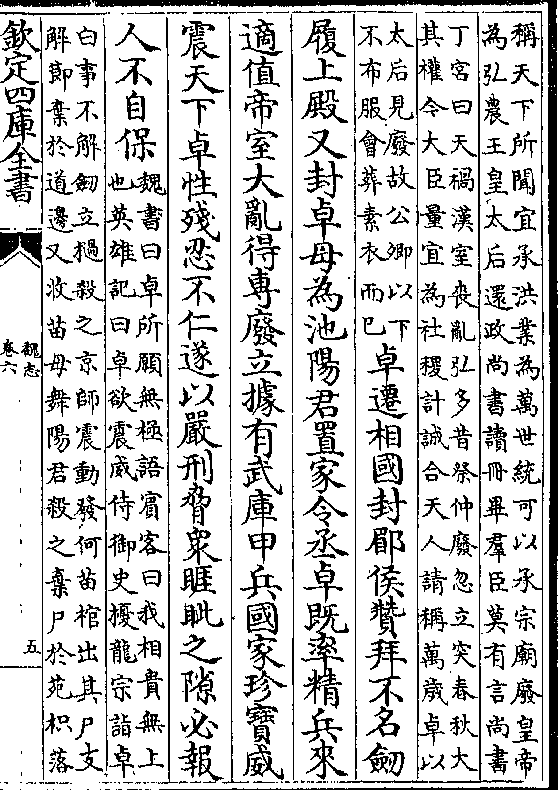 稱天下所聞宜承洪業為萬世統可以承宗廟廢皇帝
為弘農王皇太后還政尚書讀冊畢羣臣莫有言尚書
丁宮曰天禍漢室喪亂弘多昔祭仲廢忽立突春秋大
其權今大臣量宜為社稷計誠合天人請稱萬歲卓以
太后見廢故公卿以下
不布服會葬素衣而已
卓遷相國封郿侯贊拜不名劒
履上殿又封卓母為池陽君置家令丞卓既率精兵來
適值帝室大亂得専廢立據有武庫甲兵國家珍寶威
震天下卓性殘忍不仁遂以嚴刑脅衆睚眦之隙必報
人不自保
魏書曰卓所願無極語賓客曰我相貴無上
也英雄記曰卓欲震威侍御史擾龍宗詣卓
白事不解劒立撾殺之京師震動發何苗棺出其尸支
解節棄於道邊又收苗母舞陽君殺之棄尸於苑枳落
欽定四庫全書
魏志
卷六
五